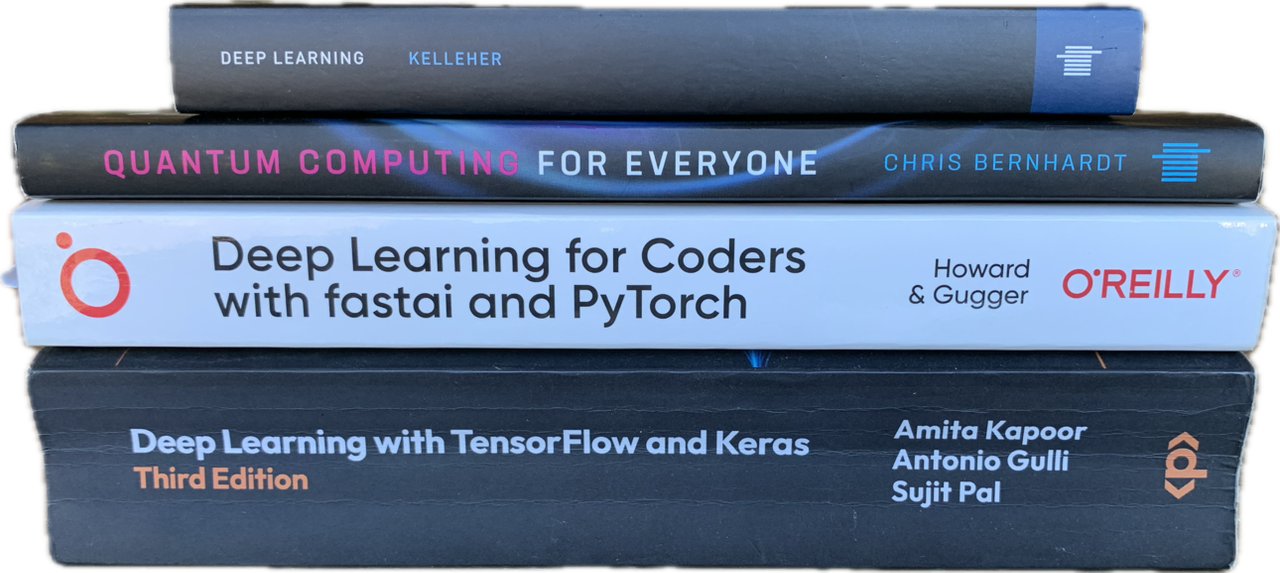 DEEP LEARNING KELLEHER
QUANTUM COMPUTING FOR EVERYONE CHRIS BERNHARDT
Deep Learning for Coders
with fastai and PyTorch
Howard
& Gugger
O'REILLY®
Deep Learning with TensorFlow and Keras
Third Edition
Amita Kapoor
Antonio Gulli
Sujit Pal
<p>